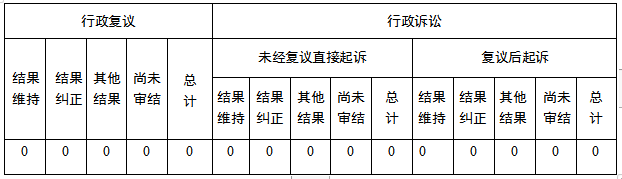 行政复议 行政诉讼
未经复议直接起诉 复议后起诉
结果维持 结果纠正 其他结果 尚未审结 总计 结果维持 结果纠正 其他结果 尚未审结 总计 结果维持 结果纠正 其他结果 尚未审结 总计
0 0 0 0 0 0 0 0 0 0 0 0 0 0 0